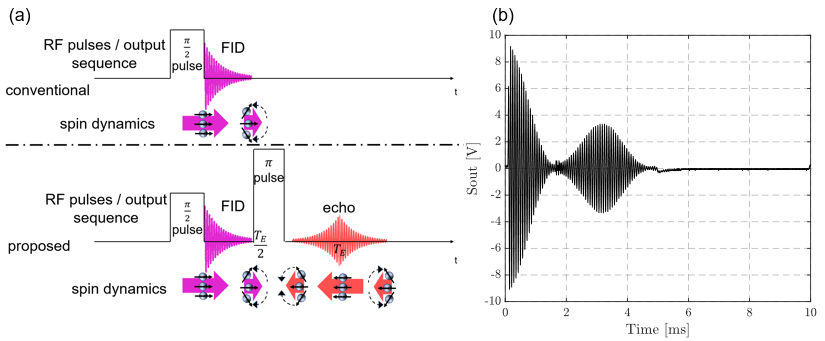 (a)
RF pulses / output
sequence
π/2
pulse
FID
conventional
t
spin dynamics
π
pulse
RF pulses / output
sequence
π/2
pulse
FID
T_E/2
echo
T_E
proposed
t
spin dynamics
(b)
10
8
6
4
2
0
-2
-4
-6
-8
-10
Sout [V]
0 2 4 6 8 10
Time [ms]